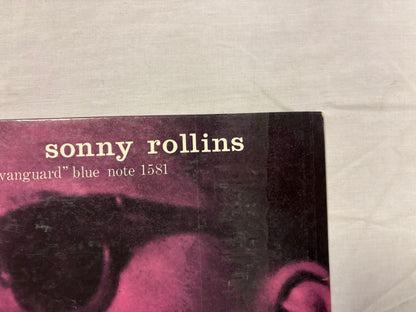 sonny rollins
vanguard" blue note 1581